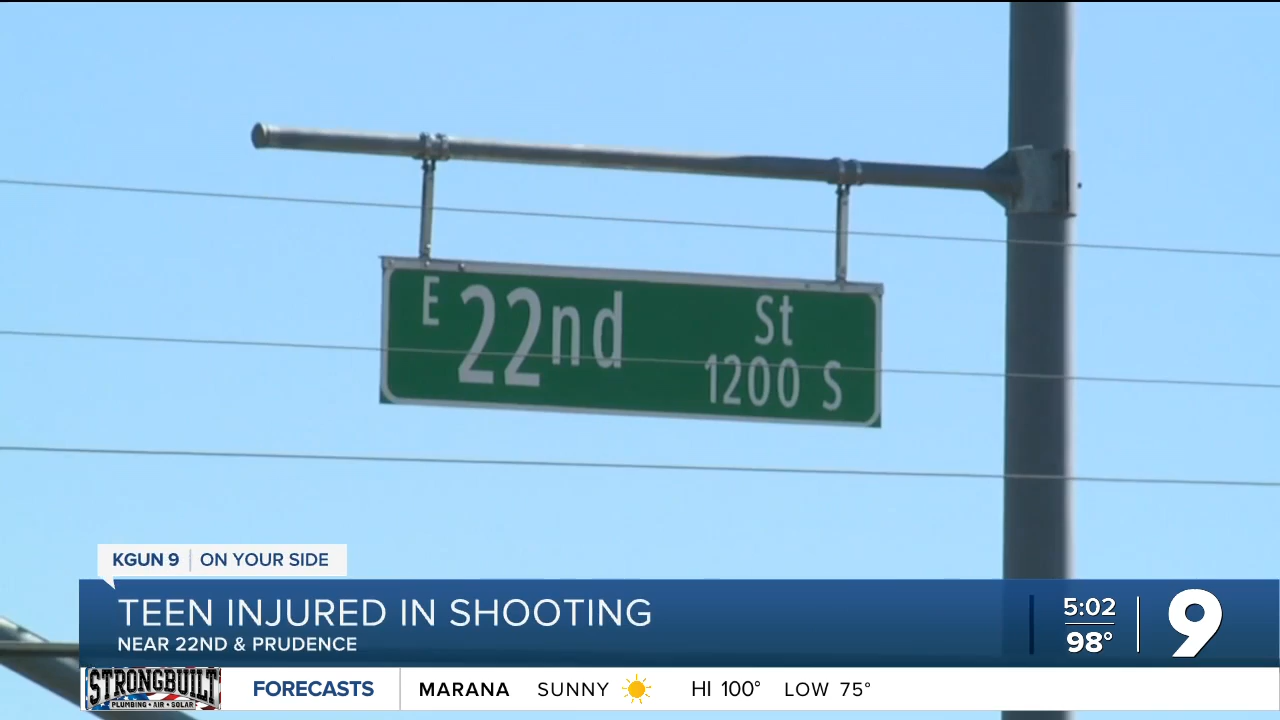 E 22nd St
1200 S
KGUN 9 ON YOUR SIDE
TEEN INJURED IN SHOOTING
NEAR 22ND & PRUDENCE
5:02
98°
9
STRONGBUILT
PLUMBING • AIR • SOLAR
FORECASTS MARANA SUNNY HI 100° LOW 75°